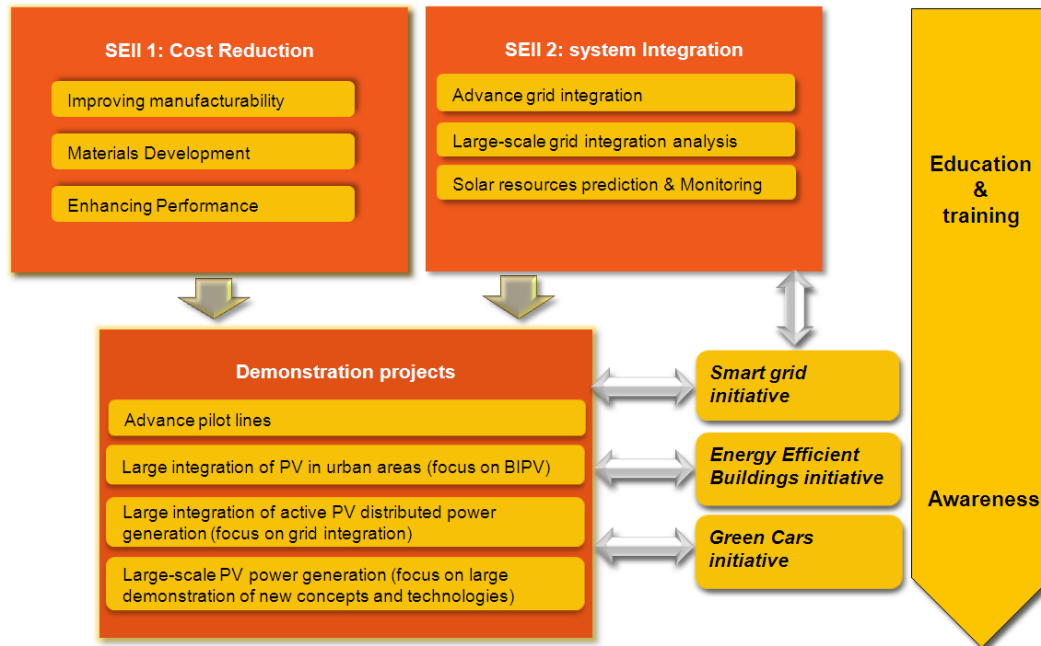 SEII 1: Cost Reduction
Improving manufacturability
Materials Development
Enhancing Performance
SEII 2: system Integration
Advance grid integration
Large-scale grid integration analysis
Solar resources prediction & Monitoring
Demonstration projects
Advance pilot lines
Large integration of PV in urban areas (focus on BIPV)
Large integration of active PV distributed power
generation (focus on grid integration)
Large-scale PV power generation (focus on large
demonstration of new concepts and technologies)
Smart grid
initiative
Energy Efficient
Buildings initiative
Green Cars
initiative
Education
&
training
Awareness